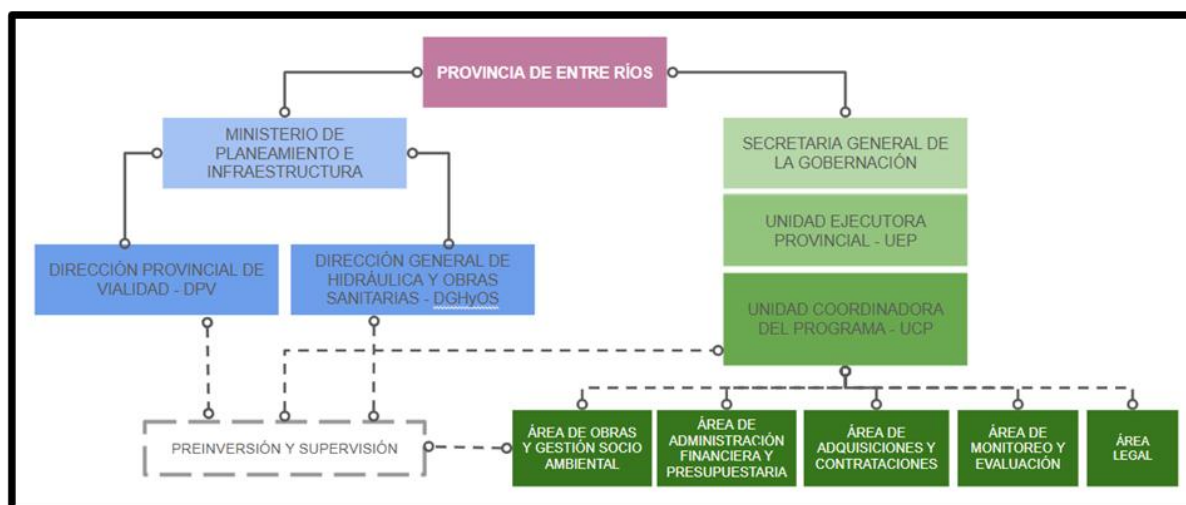 PROVINCIA DE ENTRE RÍOS
MINISTERIO DE
PLANEAMIENTO E
INFRAESTRUCTURA
SECRETARIA GENERAL DE
LA GOBERNACIÓN
UNIDAD EJECUTORA
PROVINCIAL - UEP
DIRECCIÓN PROVINCIAL DE
VIALIDAD - DPV
DIRECCIÓN GENERAL DE
HIDRÁULICA Y OBRAS
SANITARIAS - DGHyOS
UNIDAD COORDINADORA
DEL PROGRAMA - UCP
PREINVERSIÓN Y SUPERVISIÓN
ÁREA DE OBRAS
Y GESTIÓN SOCIO
AMBIENTAL
ÁREA DE
ADMINISTRACIÓN
FINANCIERA Y
PRESUPUESTARIA
ÁREA DE
ADQUISICIONES Y
CONTRATACIONES
ÁREA DE
MONITOREO Y
EVALUACIÓN
ÁREA
LEGAL